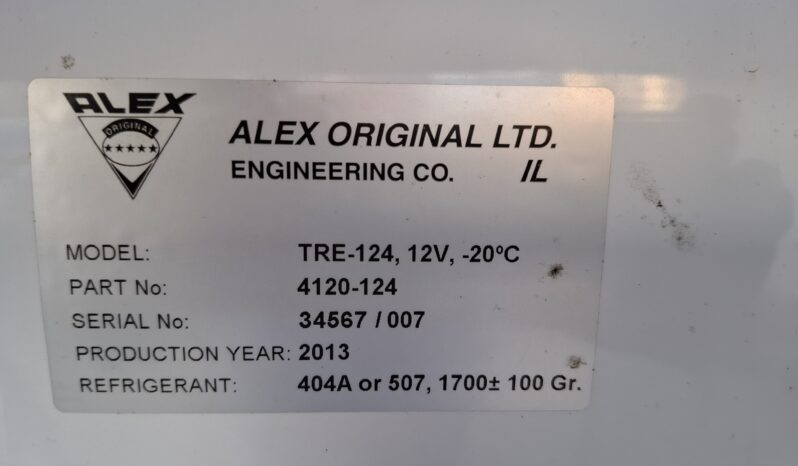 ALEX
ORIGINAL
ALEX ORIGINAL LTD.
ENGINEERING CO. IL
MODEL: TRE-124, 12V, -20ºC
PART No: 4120-124
SERIAL No: 34567 / 007
PRODUCTION YEAR: 2013
REFRIGERANT: 404A or 507, 1700± 100 Gr.